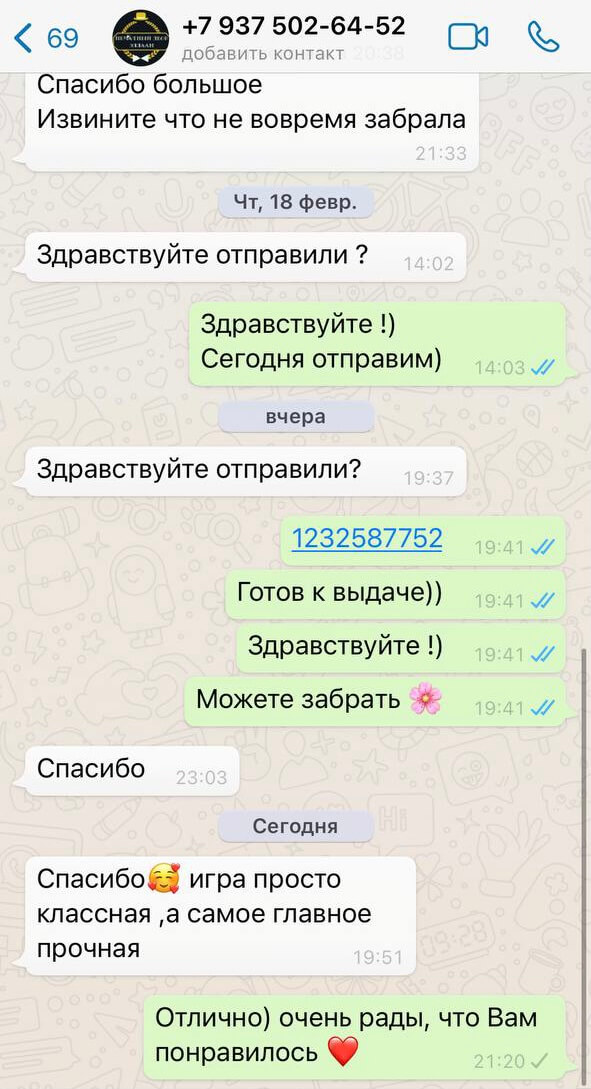 69
+7 937 502-64-52
добавить контакт
20:38
Спасибо большое
Извините что не вовремя забрала
21:33
Чт, 18 февр.
Здравствуйте отправили ?
14:02
Здравствуйте !)
Сегодня отправим)
14:03
вчера
Здравствуйте отправили?
19:37
1232587752
19:41
Готов к выдаче))
19:41
Здравствуйте !)
19:41
Можете забрать 🌸
19:41
Спасибо
23:03
Сегодня
Спасибо🥰 игра просто
классная ,а самое главное
прочная
19:51
Отлично) очень рады, что Вам
понравилось ❤️
21:20